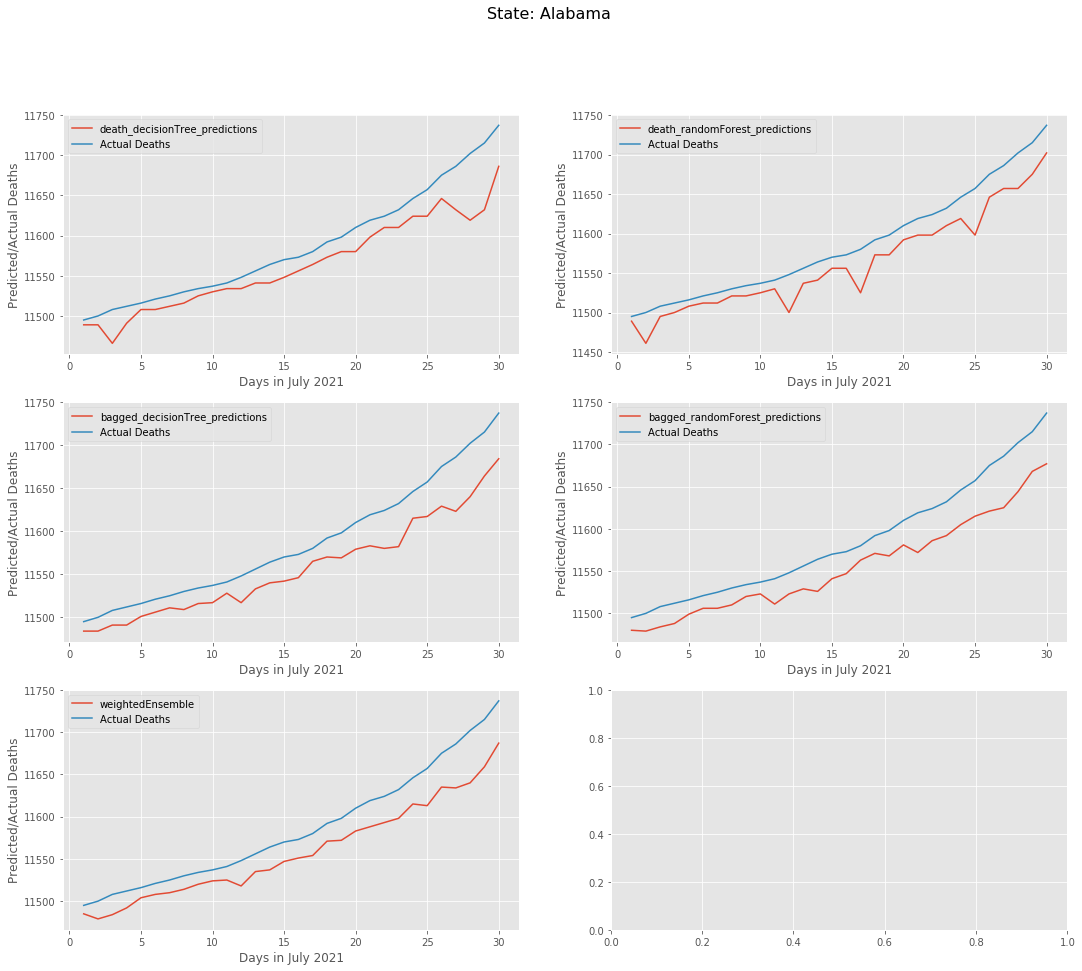 State: Alabama
death_decisionTree_predictions
Actual Deaths
Predicted/Actual Deaths
11750
11700
11650
11600
11550
11500
0 5 10 15 20 25 30
Days in July 2021
death_randomForest_predictions
Actual Deaths
Predicted/Actual Deaths
11750
11700
11650
11600
11550
11500
11450
0 5 10 15 20 25 30
Days in July 2021
bagged_decisionTree_predictions
Actual Deaths
Predicted/Actual Deaths
11750
11700
11650
11600
11550
11500
0 5 10 15 20 25 30
Days in July 2021
bagged_randomForest_predictions
Actual Deaths
Predicted/Actual Deaths
11750
11700
11650
11600
11550
11500
0 5 10 15 20 25 30
Days in July 2021
weightedEnsemble
Actual Deaths
Predicted/Actual Deaths
11750
11700
11650
11600
11550
11500
0 5 10 15 20 25 30
Days in July 2021
1.0
0.8
0.6
0.4
0.2
0.0
0.0 0.2 0.4 0.6 0.8 1.0